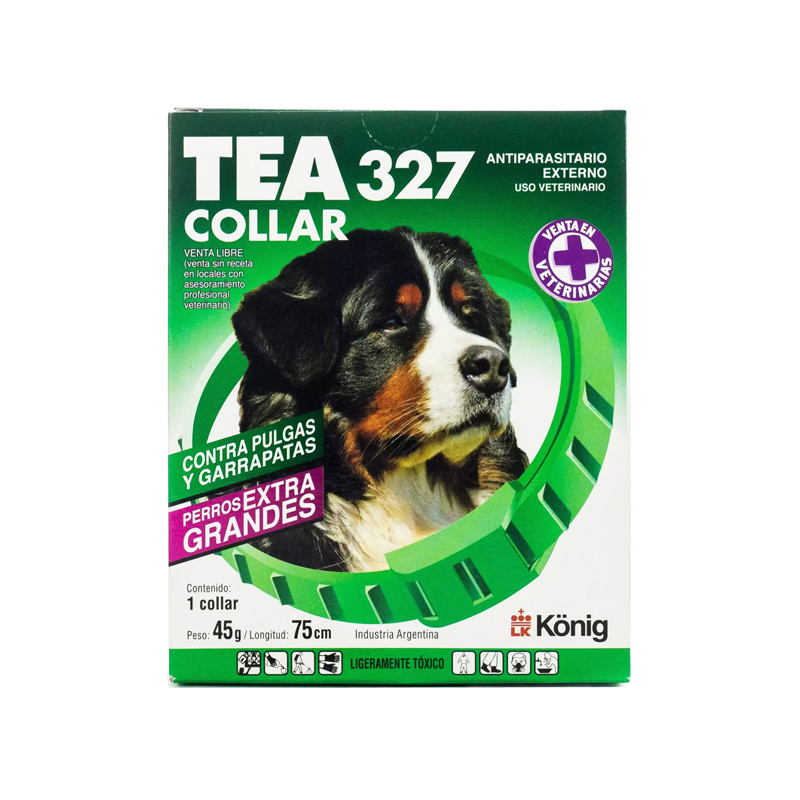 TEA® 327
COLLAR
ANTIPARASITARIO
EXTERNO
USO VETERINARIO
VENTA LIBRE
(venta sin receta
en locales con
asesoramiento
profesional
veterinario)
VENTA EN
VETERINARIAS
CONTRA PULGAS
Y GARRAPATAS
PERROS EXTRA
GRANDES
Contenido:
1 collar
Peso: 45g / Longitud: 75cm
Industria Argentina
LK König
LIGERAMENTE TÓXICO